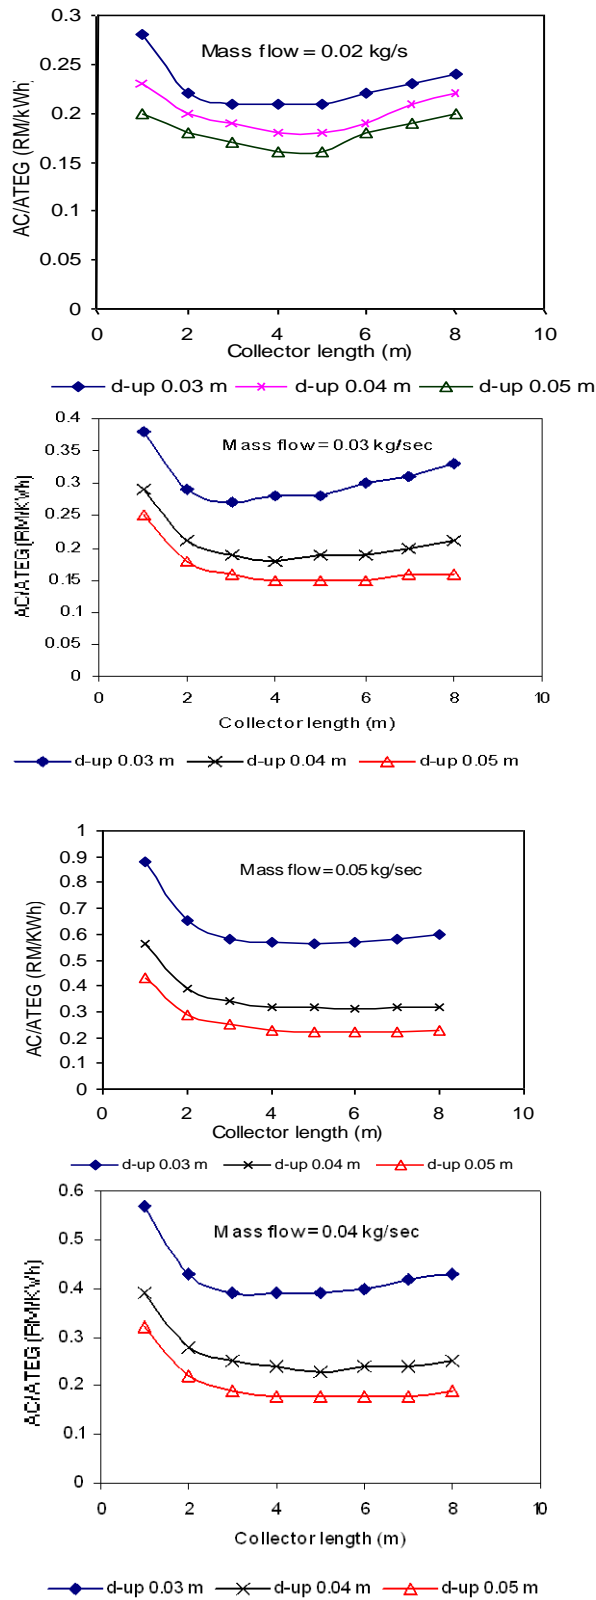 0.3
Mass flow = 0.02 kg/s
0.25
0.2
0.15
0.1
0.05
0
AC/ATEG (RM/kWh)
0 2 4 6 8 10
Collector length (m)
d-up 0.03 m d-up 0.04 m d-up 0.05 m
0.4
Mass flow = 0.03 kg/sec
0.35
0.3
0.25
0.2
0.15
0.1
0.05
0
AC/ATEG(RM/KWh)
0 2 4 6 8 10
Collector length (m)
d-up 0.03 m d-up 0.04 m d-up 0.05 m
1
0.9
Mass flow=0.05 kg/sec
0.8
0.7
0.6
0.5
0.4
0.3
0.2
0.1
0
AC/ATEG (RM/KWh)
0 2 4 6 8 10
Collector length (m)
d-up 0.03 m d-up 0.04 m d-up 0.05 m
0.6
Mass flow=0.04 kg/sec
0.5
0.4
0.3
0.2
0.1
0
AC/ATEG(RM/KWh)
0 2 4 6 8 10
Collector length (m)
d-up 0.03 m d-up 0.04 m d-up 0.05 m